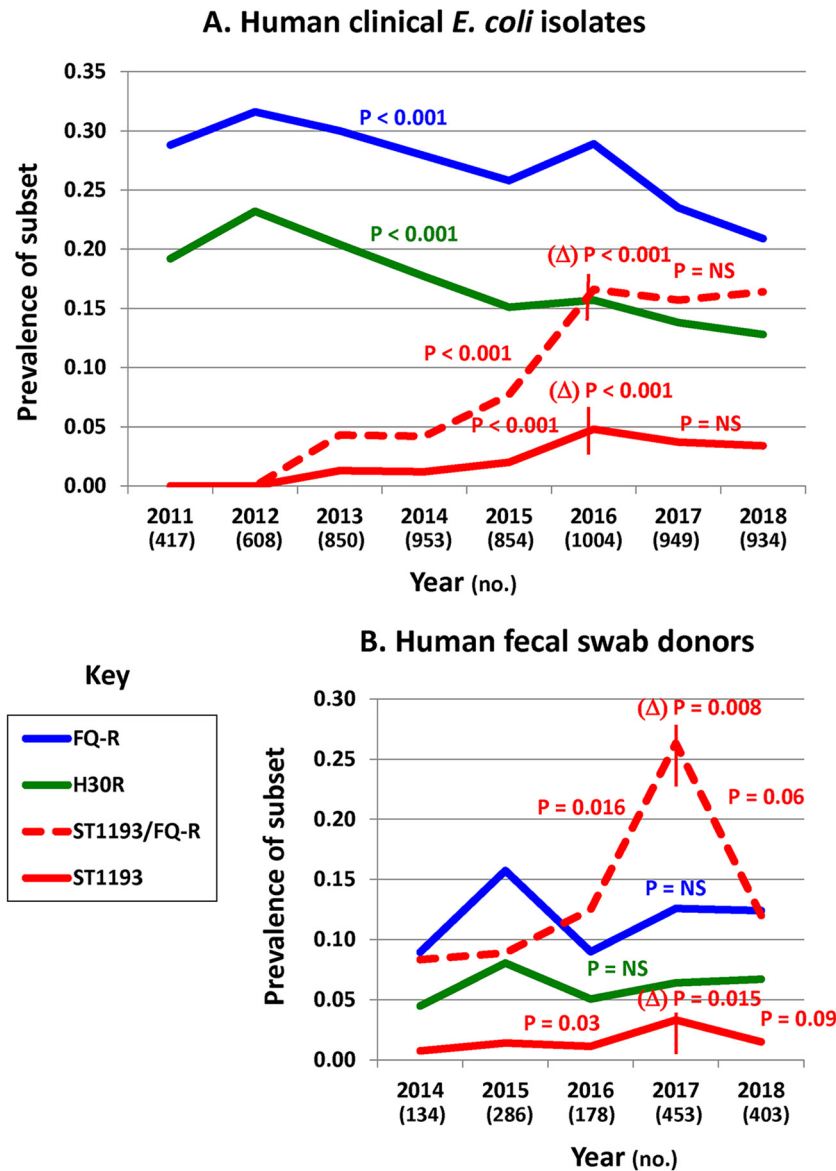 A. Human clinical E. coli isolates
Prevalence of subset
0.35
0.30
0.25
0.20
0.15
0.10
0.05
0.00
P < 0.001
P < 0.001
(Δ) P < 0.001
P = NS
P < 0.001
(Δ) P < 0.001
P < 0.001
P = NS
2011 2012 2013 2014 2015 2016 2017 2018
(417) (608) (850) (953) (854) (1004) (949) (934)
Year (no.)
B. Human fecal swab donors
Key
FQ-R
H30R
ST1193/FQ-R
ST1193
Prevalence of subset
0.30
0.25
0.20
0.15
0.10
0.05
0.00
(Δ) P = 0.008
P = 0.016
P = 0.06
P = NS
P = NS
(Δ) P = 0.015
P = 0.03
P = 0.09
2014 2015 2016 2017 2018
(134) (286) (178) (453) (403)
Year (no.)